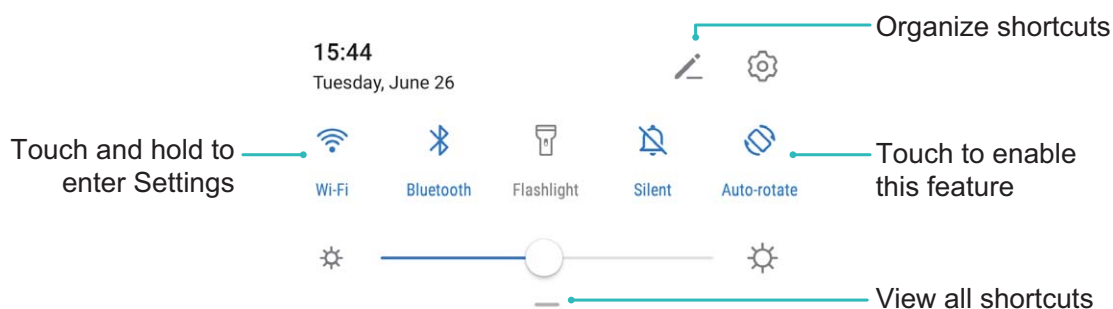 Organize shortcuts
15:44
Tuesday, June 26
Touch and hold to
enter Settings
Wi-Fi
Bluetooth
Flashlight
Silent
Auto-rotate
Touch to enable
this feature
View all shortcuts